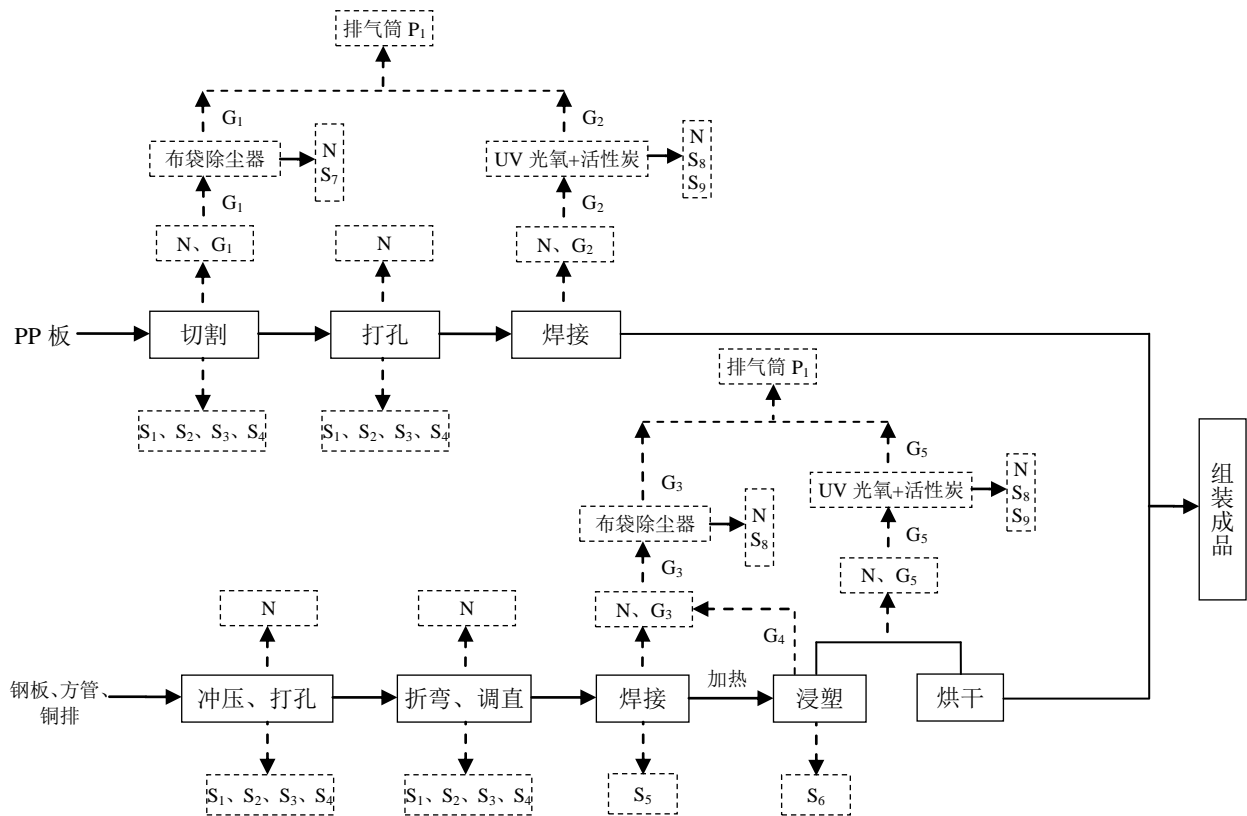 排气筒 P₁
G₁
G₂
布袋除尘器
N
S₇
UV 光氧+活性炭
N
S₈
S₉
G₁
G₂
N、G₁
N
N、G₂
PP 板
切割
打孔
焊接
排气筒 P₁
S₁、S₂、S₃、S₄
S₁、S₂、S₃、S₄
G₅
G₃
UV 光氧+活性炭
N
S₈
S₉
组装成品
布袋除尘器
N
S₈
G₅
G₃
N、G₅
N
N
N、G₃
G₄
钢板、方管、
铜排
冲压、打孔
折弯、调直
焊接
加热
浸塑
烘干
S₁、S₂、S₃、S₄
S₁、S₂、S₃、S₄
S₅
S₆